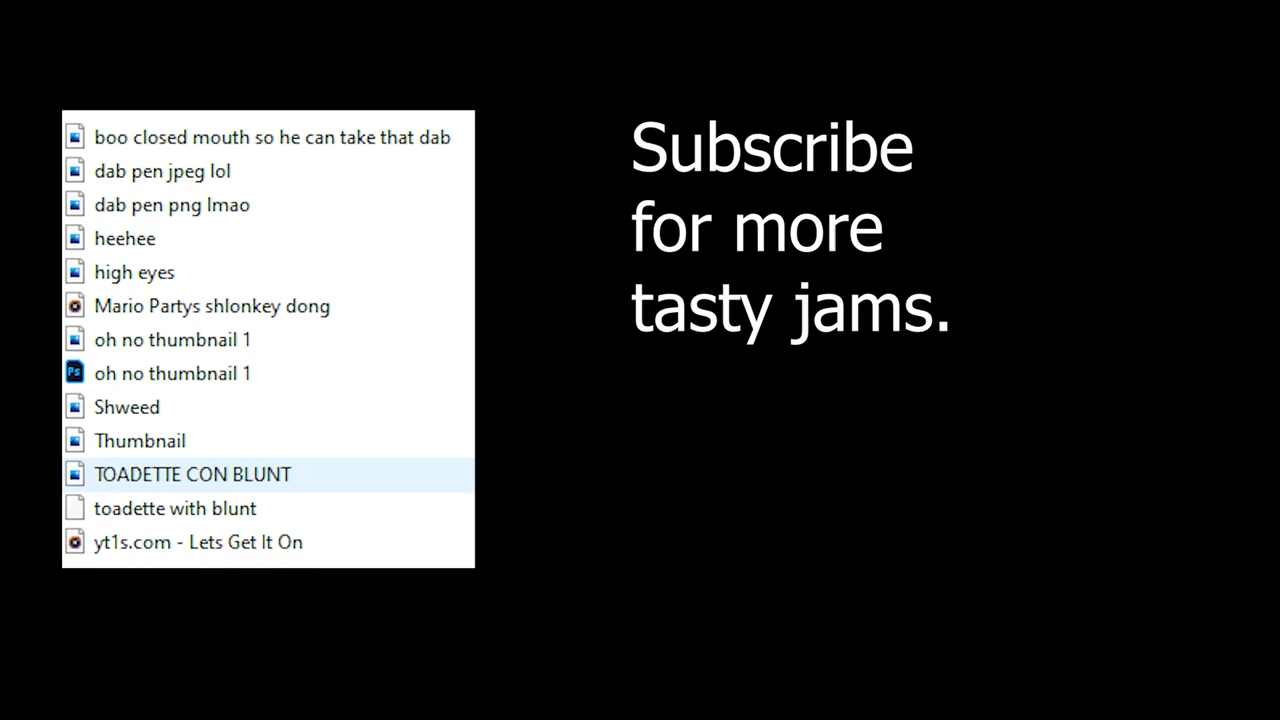 boo closed mouth so he can take that dab
dab pen jpeg lol
dab pen png lmao
heehee
high eyes
Mario Partys shlonkey dong
oh no thumbnail 1
Ps
oh no thumbnail 1
Shweed
Thumbnail
TOADETTE CON BLUNT
toadette with blunt
yt1s.com - Lets Get It On
Subscribe
for more
tasty jams.